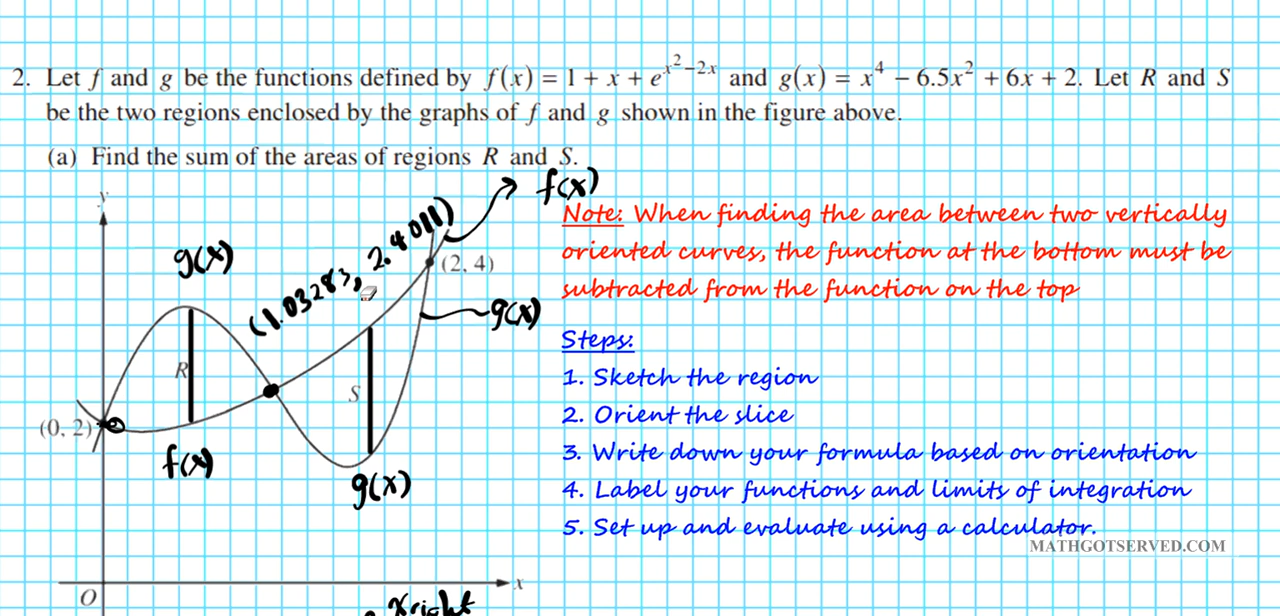 2. Let f and g be the functions defined by f(x) = 1 + x + e^(x²−2x) and g(x) = x⁴ − 6.5x² + 6x + 2. Let R and S
be the two regions enclosed by the graphs of f and g shown in the figure above.
(a) Find the sum of the areas of regions R and S.
y
g(x)
(1.03283, 2.4011)
f(x)
(2, 4)
g(x)
R
S
(0, 2)
f(x)
g(x)
O
x
xright
Note: When finding the area between two vertically
oriented curves, the function at the bottom must be
subtracted from the function on the top
Steps:
1. Sketch the region
2. Orient the slice
3. Write down your formula based on orientation
4. Label your functions and limits of integration
5. Set up and evaluate using a calculator.
MATHGOTSERVED.COM